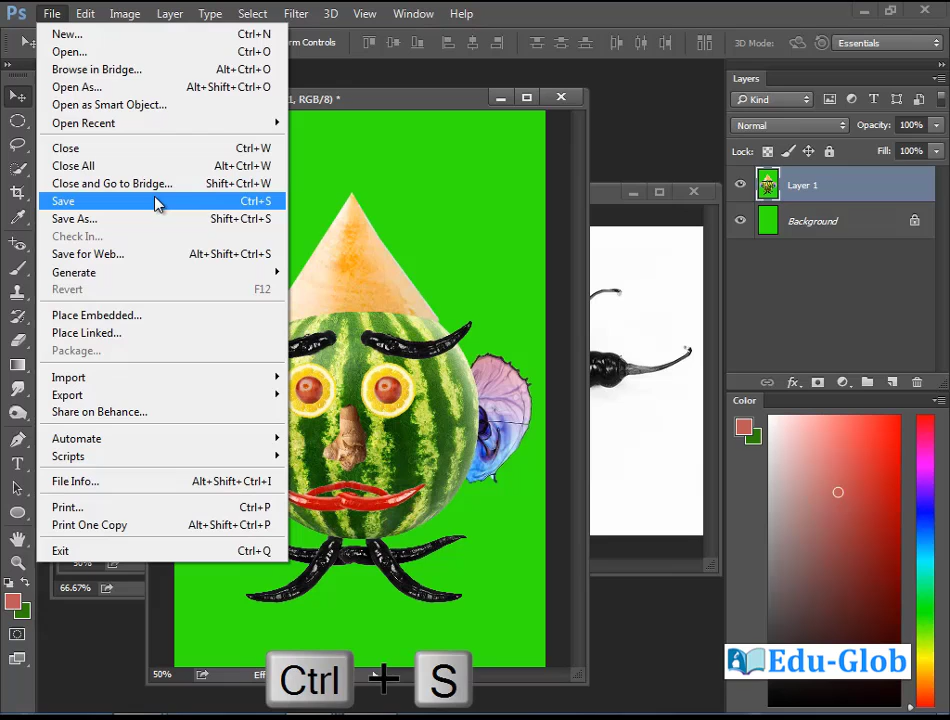 Ps File Edit Image Layer Type Select Filter 3D View Window Help
rm Controls 3D Mode: Essentials
New... Ctrl+N
Open... Ctrl+O
Browse in Bridge... Alt+Ctrl+O
Open As... Alt+Shift+Ctrl+O
Open as Smart Object...
Open Recent
Close Ctrl+W
Close All Alt+Ctrl+W
Close and Go to Bridge... Shift+Ctrl+W
Save Ctrl+S
Save As... Shift+Ctrl+S
Check In...
Save for Web... Alt+Shift+Ctrl+S
Generate
Revert F12
Place Embedded...
Place Linked...
Package...
Import
Export
Share on Behance...
Automate
Scripts
File Info... Alt+Shift+Ctrl+I
Print... Ctrl+P
Print One Copy Alt+Shift+Ctrl+P
Exit Ctrl+Q
1, RGB/8) *
66.67%
50%
Ctrl + S
Layers
Kind
Normal Opacity: 100%
Lock: Fill: 100%
Layer 1
Background
fx
Color
Edu-Glob